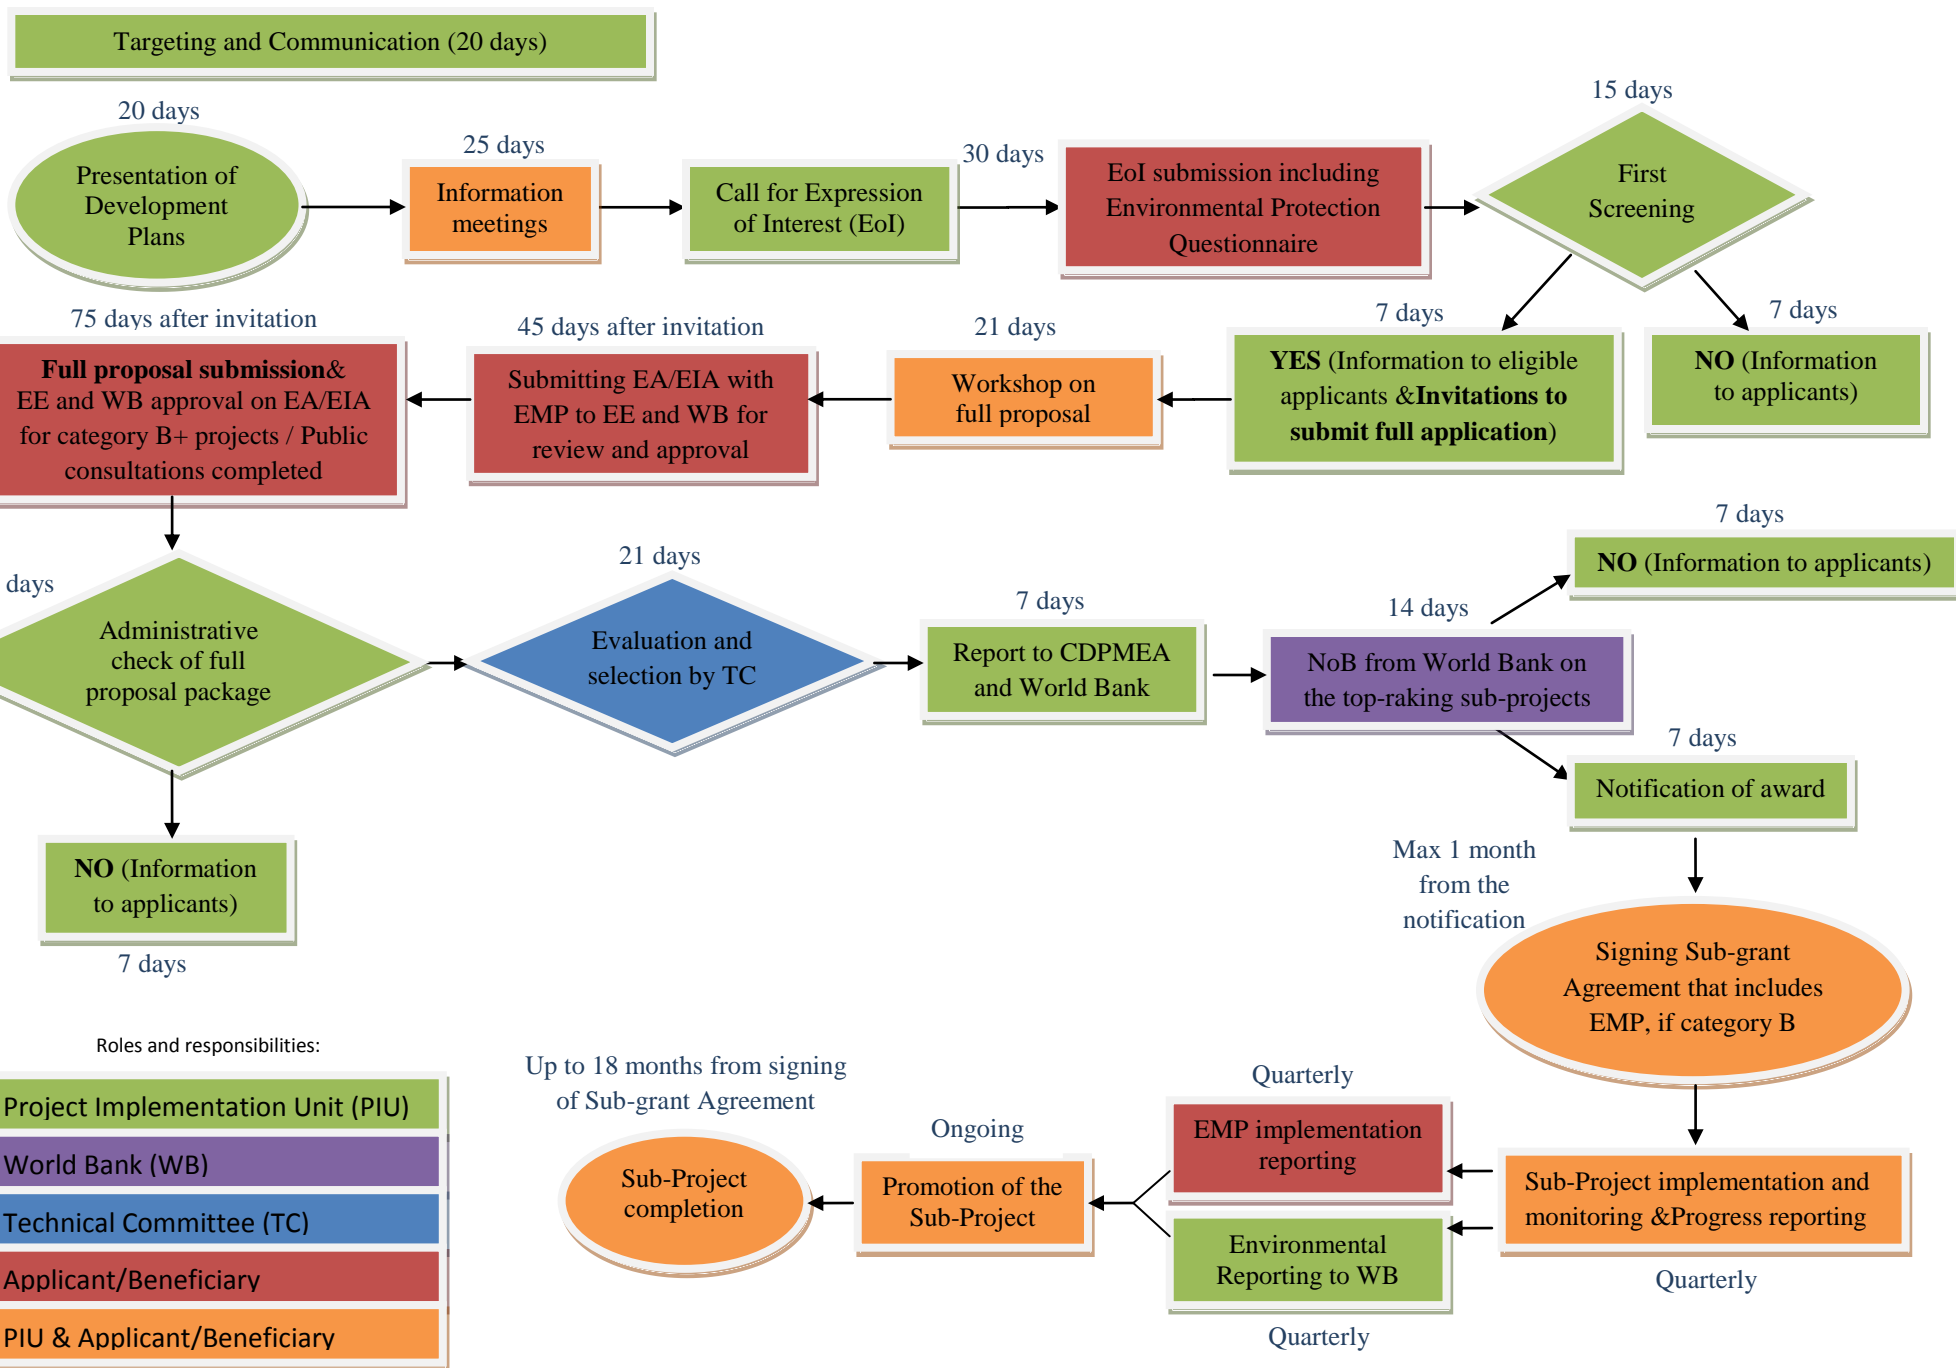 Targeting and Communication (20 days)
20 days
Presentation of
Development
Plans
25 days
Information
meetings
Call for Expression
of Interest (EoI)
30 days
EoI submission including
Environmental Protection
Questionnaire
15 days
First
Screening
7 days
NO (Information
to applicants)
7 days
YES (Information to eligible
applicants &Invitations to
submit full application)
21 days
Workshop on
full proposal
45 days after invitation
Submitting EA/EIA with
EMP to EE and WB for
review and approval
75 days after invitation
Full proposal submission&
EE and WB approval on EA/EIA
for category B+ projects / Public
consultations completed
days
Administrative
check of full
proposal package
NO (Information
to applicants)
7 days
21 days
Evaluation and
selection by TC
7 days
Report to CDPMEA
and World Bank
14 days
NoB from World Bank on
the top-raking sub-projects
7 days
NO (Information to applicants)
7 days
Notification of award
Max 1 month
from the
notification
Signing Sub-grant
Agreement that includes
EMP, if category B
Sub-Project implementation and
monitoring &Progress reporting
Quarterly
Quarterly
EMP implementation
reporting
Environmental
Reporting to WB
Quarterly
Ongoing
Promotion of the
Sub-Project
Up to 18 months from signing
of Sub-grant Agreement
Sub-Project
completion
Roles and responsibilities:
Project Implementation Unit (PIU)
World Bank (WB)
Technical Committee (TC)
Applicant/Beneficiary
PIU & Applicant/Beneficiary